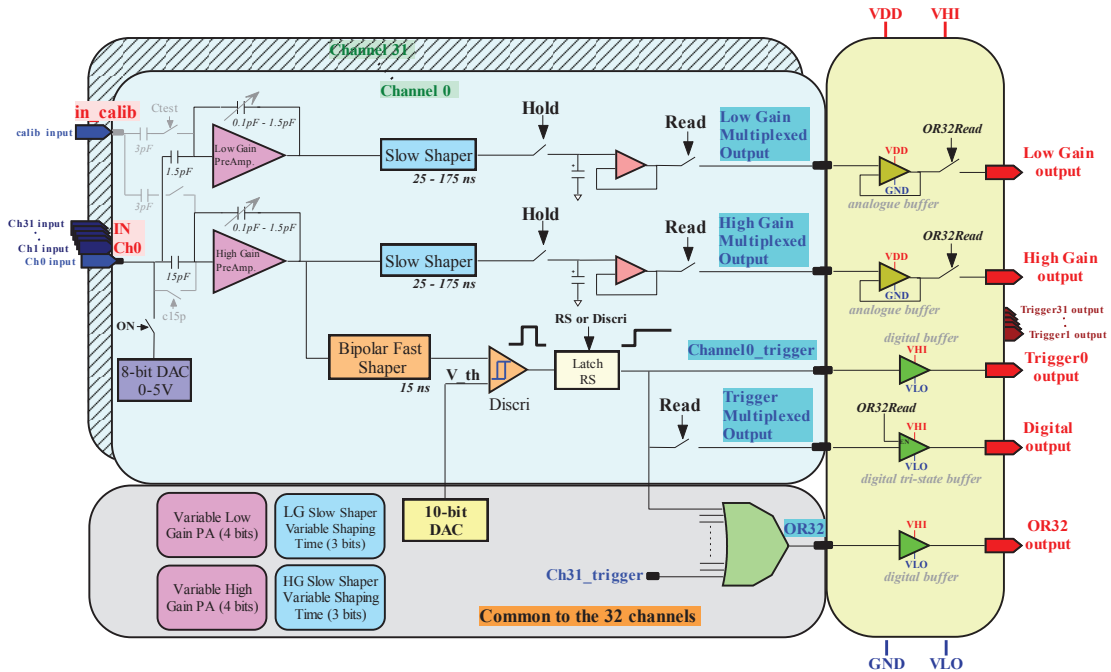 VDD
VHI
Channel 31
Channel 0
in_calib
calib input
Ctest
3pF
0.1pF - 1.5pF
Low Gain
PreAmp.
1.5pF
3pF
Slow Shaper
25 - 175 ns
Hold
Read
Low Gain
Multiplexed
Output
OR32Read
VDD
GND
analogue buffer
Low Gain
output
Ch31 input
Ch1 input
Ch0 input
IN
Ch0
0.1pF - 1.5pF
High Gain
PreAmp.
15pF
c15p
ON
8-bit DAC
0-5V
Slow Shaper
25 - 175 ns
Hold
Read
High Gain
Multiplexed
Output
OR32Read
VDD
GND
analogue buffer
High Gain
output
Trigger31 output
Trigger1 output
Bipolar Fast
Shaper
15 ns
V_th
Discri
RS or Discri
Latch
RS
Channel0_trigger
digital buffer
VHI
VLO
Trigger0
output
Read
Trigger
Multiplexed
Output
OR32Read
EN
VHI
VLO
digital tri-state buffer
Digital
output
Variable Low
Gain PA (4 bits)
LG Slow Shaper
Variable Shaping
Time (3 bits)
10-bit
DAC
OR32
VHI
VLO
digital buffer
OR32
output
Variable High
Gain PA (4 bits)
HG Slow Shaper
Variable Shaping
Time (3 bits)
Ch31_trigger
Common to the 32 channels
GND
VLO